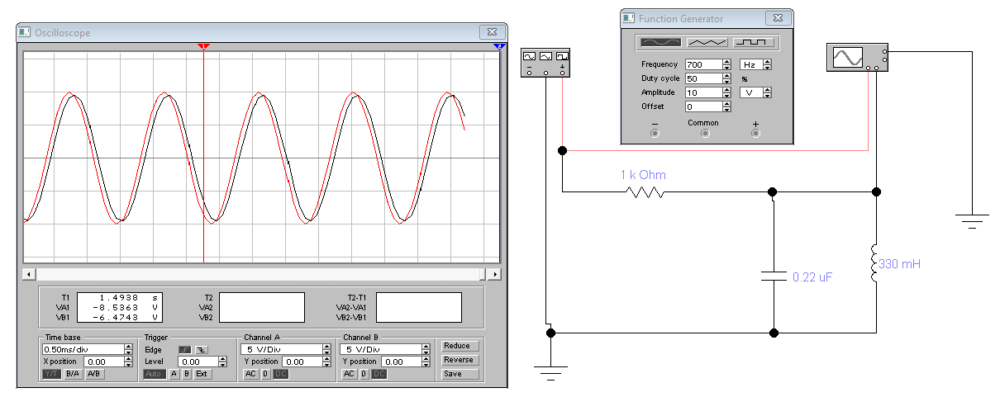 Oscilloscope
1
2
T1 1.4938 s
VA1 -8.5363 V
VB1 -6.4743 V
T2
VA2
VB2
T2-T1
VA2-VA1
VB2-VB1
Time base
0.50ms/div
X position 0.00
Y/T B/A A/B
Trigger
Edge
Level 0.00
Auto A B Ext
Channel A
5 V/Div
Y position 0.00
AC 0 DC
Channel B
5 V/Div
Y position 0.00
AC 0 DC
Reduce
Reverse
Save
Function Generator
Frequency 700 Hz
Duty cycle 50 %
Amplitude 10 V
Offset 0
− Common +
− +
1 k Ohm
0.22 uF
330 mH